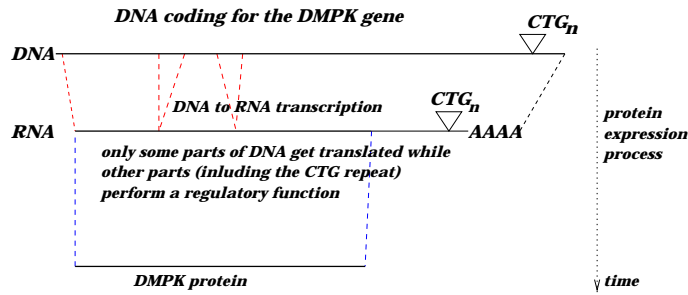 DNA coding for the DMPK gene
CTGn
DNA
DNA to RNA transcription
CTGn
RNA
AAAA
protein
expression
process
only some parts of DNA get translated while
other parts (inluding the CTG repeat)
perform a regulatory function
DMPK protein
time